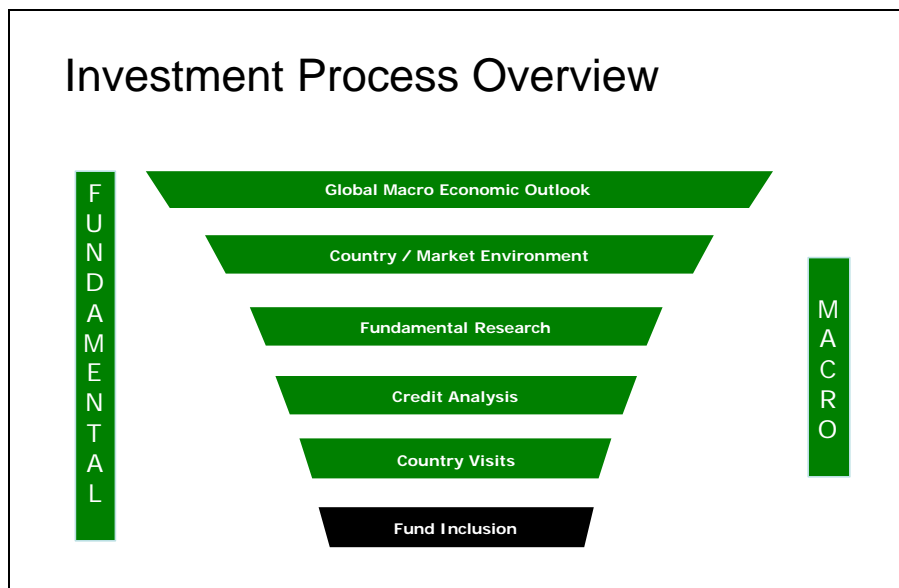 Investment Process Overview
FUNDAMENTAL
Global Macro Economic Outlook
Country / Market Environment
Fundamental Research
Credit Analysis
Country Visits
Fund Inclusion
MACRO